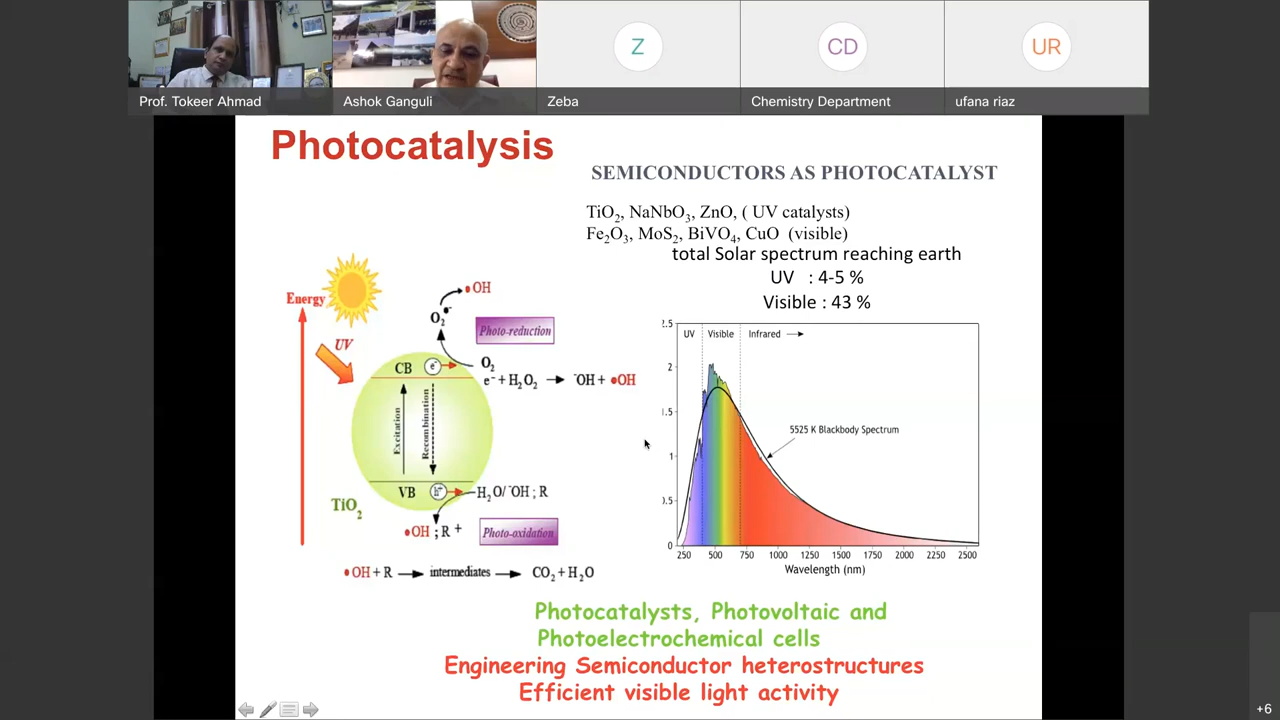 Z
CD
UR
Prof. Tokeer Ahmad
Ashok Ganguli
Zeba
Chemistry Department
ufana riaz
Photocatalysis
SEMICONDUCTORS AS PHOTOCATALYST
TiO₂, NaNbO₃, ZnO, ( UV catalysts)
Fe₂O₃, MoS₂, BiVO₄, CuO (visible)
total Solar spectrum reaching earth
UV : 4-5 %
Visible : 43 %
Energy
UV
•OH
O₂•⁻
Photo-reduction
CB
e⁻
O₂
e⁻ + H₂O₂ → ⁻OH + •OH
Excitation
Recombination
VB
h⁺
H₂O/⁻OH ; R
TiO₂
•OH ; R⁺
Photo-oxidation
•OH + R → intermediates → CO₂ + H₂O
2.5
2
.5
1
0.5
0
UV
Visible
Infrared →
5525 K Blackbody Spectrum
250 500 750 1000 1250 1500 1750 2000 2250 2500
Wavelength (nm)
Photocatalysts, Photovoltaic and
Photoelectrochemical cells
Engineering Semiconductor heterostructures
Efficient visible light activity
+6